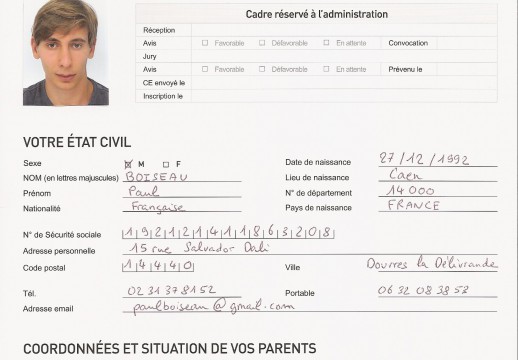 Cadre réservé à l'administration
Réception
Avis Favorable Défavorable En attente Convocation
Jury
Avis Favorable Défavorable En attente Prévenu le
CE envoyé le
Inscription le
VOTRE ÉTAT CIVIL
Sexe M F Date de naissance 27/12/1992
NOM (en lettres majuscules) BOISEAU Lieu de naissance Caen
Prénom Paul N° de département 14000
Nationalité Française Pays de naissance FRANCE
N° de Sécurité sociale 192121411863208
Adresse personnelle 15 rue Salvador Dali
Code postal 14440 Ville Douvres la Délivrande
Tél. 02 31 37 81 52 Portable 06 32 08 38 53
Adresse email paulboiseau@gmail.com
COORDONNÉES ET SITUATION DE VOS PARENTS